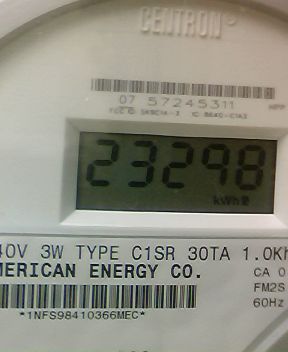 CENTRON
07 57245311
23298
kWh
40V 3W TYPE C1SR 30TA 1.0Kh
MERICAN ENERGY CO.
CA 0
FM2S
60Hz
*1NFS98410366MEC*